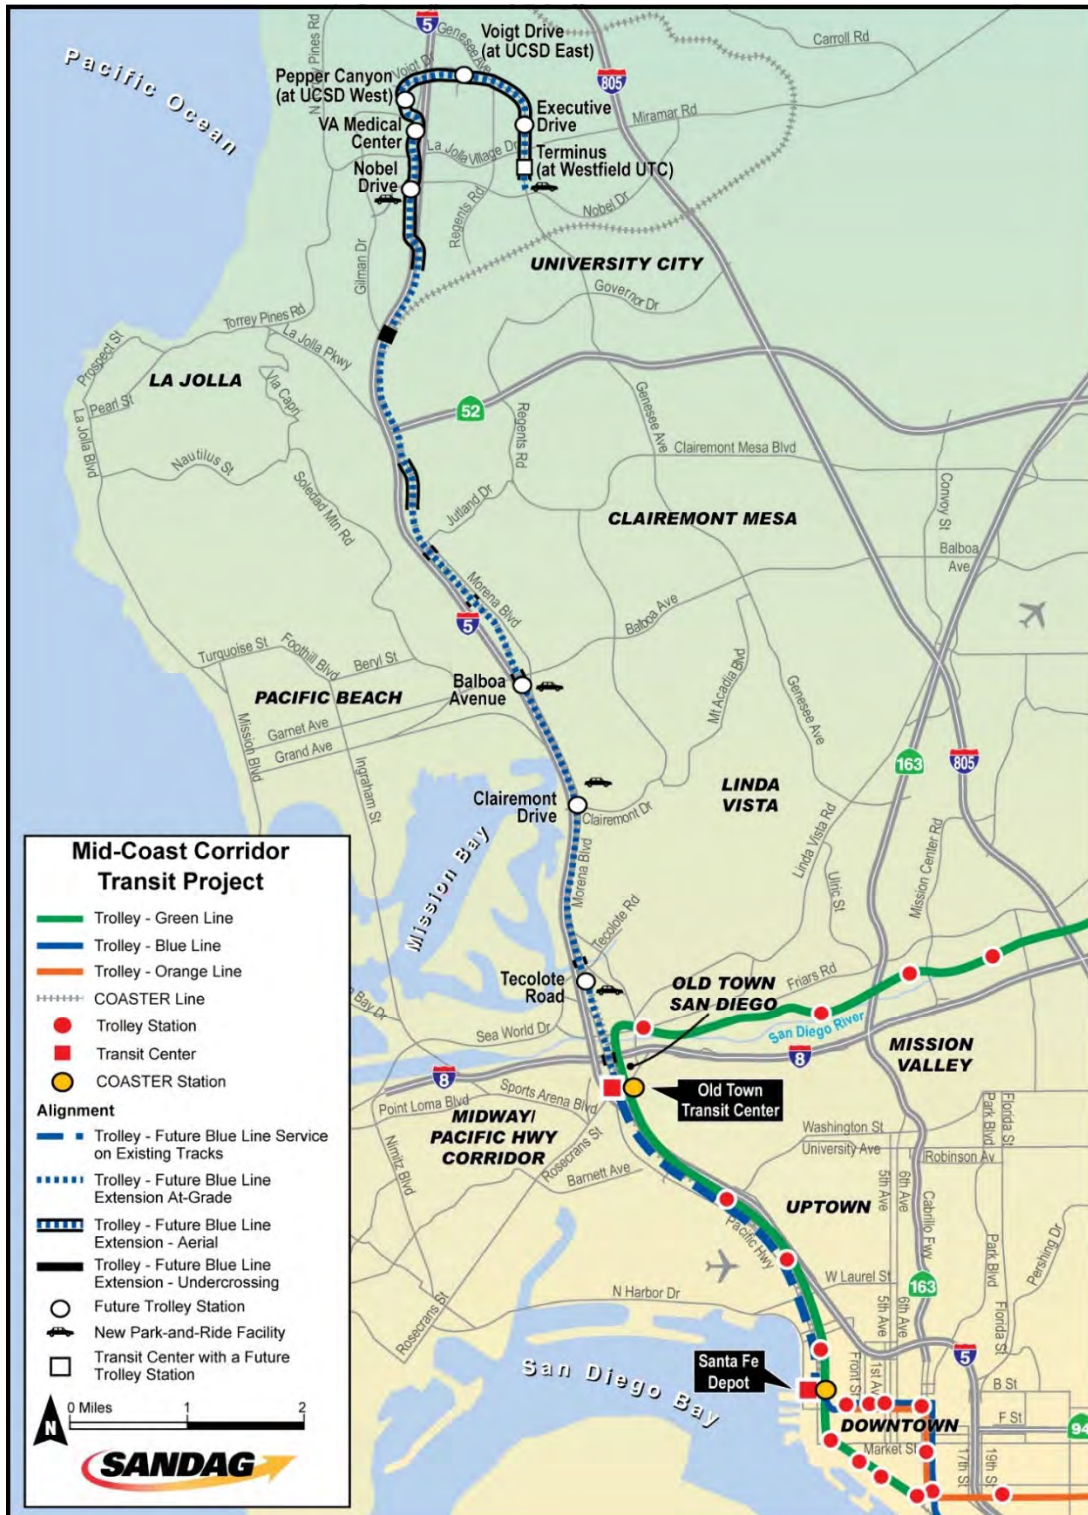 Pacific Ocean
N Torrey Pines Rd
5
Genesee Ave
Voigt Drive
(at UCSD East)
Carroll Rd
805
Pepper Canyon
(at UCSD West)
Voigt Dr
VA Medical
Center
Executive
Drive
Miramar Rd
La Jolla Village Dr
Terminus
(at Westfield UTC)
Nobel
Drive
Regents Rd
Nobel Dr
Gilman Dr
UNIVERSITY CITY
Governor Dr
Torrey Pines Rd
La Jolla Pkwy
Prospect St
LA JOLLA
Via Capri
Pearl St
La Jolla Blvd
52
Regents Rd
Genesee Ave
Clairemont Mesa Blvd
Nautilus St
Soledad Mtn Rd
Jutland Dr
CLAIREMONT MESA
Convoy St
Balboa
Ave
Morena Blvd
5
Balboa Ave
Turquoise St
Foothill Blvd
Beryl St
PACIFIC BEACH
Balboa
Avenue
Mt Acadia Blvd
Genesee Ave
Garnet Ave
Grand Ave
Mission Blvd
Ingraham St
163
805
LINDA
VISTA
Clairemont
Drive
Clairemont Dr
Mission Bay
Morena Blvd
Linda Vista Rd
Ulric St
Mission Center Rd
Tecolote Rd
Tecolote
Road
OLD TOWN
SAN DIEGO
Friars Rd
San Diego River
Bay Dr
Sea World Dr
8
8
MISSION
VALLEY
Sports Arena Blvd
Point Loma Blvd
Old Town
Transit Center
MIDWAY/
PACIFIC HWY
CORRIDOR
Rosecrans St
Nimitz Blvd
Barnett Ave
Washington St
University Ave
Robinson Av
Park Blvd
Florida St
5th Ave
6th Ave
Cabrillo Fwy
UPTOWN
Pacific Hwy
Park Blvd
Pershing Dr
W Laurel St
N Harbor Dr
163
5th Ave
6th Ave
Florida St
Rosecrans St
San Diego Bay
Santa Fe
Depot
Front St
1st Ave
5
B St
DOWNTOWN
F St
94
Market St
17th St
19th St
Mid-Coast Corridor
Transit Project
Trolley - Green Line
Trolley - Blue Line
Trolley - Orange Line
COASTER Line
Trolley Station
Transit Center
COASTER Station
Alignment
Trolley - Future Blue Line Service
on Existing Tracks
Trolley - Future Blue Line
Extension At-Grade
Trolley - Future Blue Line
Extension - Aerial
Trolley - Future Blue Line
Extension - Undercrossing
Future Trolley Station
New Park-and-Ride Facility
Transit Center with a Future
Trolley Station
0 Miles 1 2
N
SANDAG